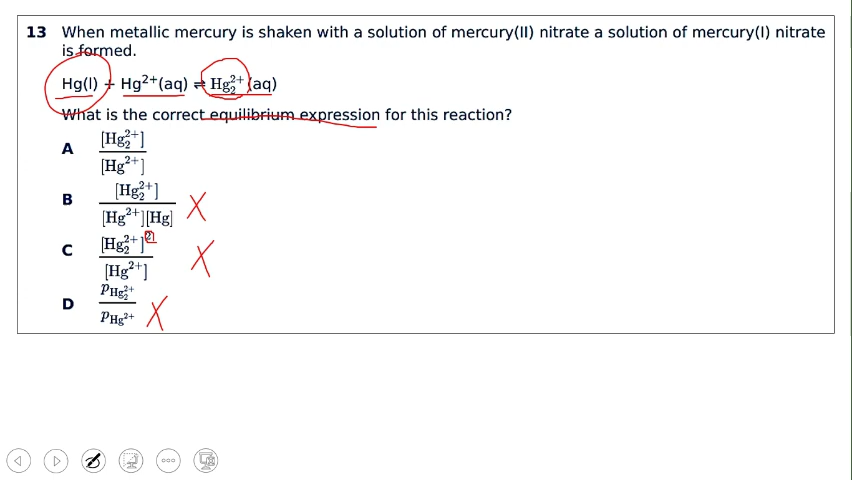 13 When metallic mercury is shaken with a solution of mercury(II) nitrate a solution of mercury(I) nitrate
is formed.
Hg(l) + Hg²⁺(aq) ⇌ Hg₂²⁺(aq)
What is the correct equilibrium expression for this reaction?
A [Hg₂²⁺] / [Hg²⁺]
B [Hg₂²⁺] / [Hg²⁺][Hg] X
C [Hg₂²⁺]² / [Hg²⁺] X
D p Hg₂²⁺ / p Hg²⁺ X